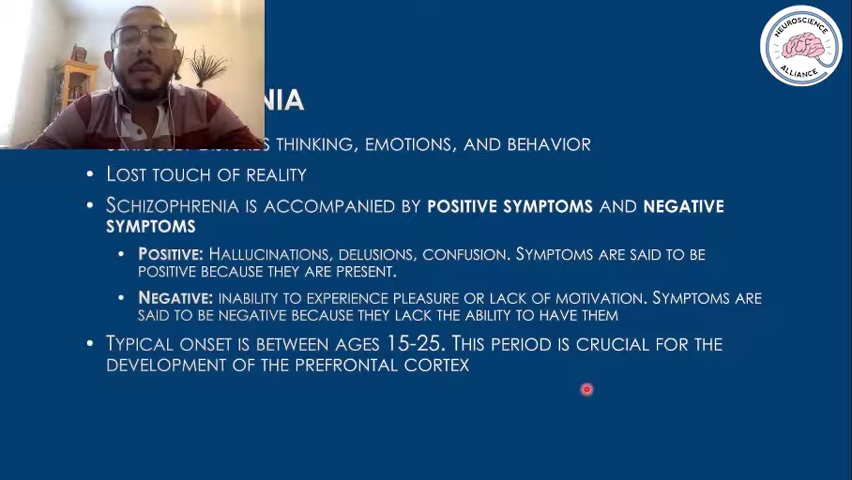 NEUROSCIENCE
UCF
ALLIANCE
NIA
THINKING, EMOTIONS, AND BEHAVIOR
• LOST TOUCH OF REALITY
• SCHIZOPHRENIA IS ACCOMPANIED BY POSITIVE SYMPTOMS AND NEGATIVE
SYMPTOMS
• POSITIVE: HALLUCINATIONS, DELUSIONS, CONFUSION. SYMPTOMS ARE SAID TO BE
POSITIVE BECAUSE THEY ARE PRESENT.
• NEGATIVE: INABILITY TO EXPERIENCE PLEASURE OR LACK OF MOTIVATION. SYMPTOMS ARE
SAID TO BE NEGATIVE BECAUSE THEY LACK THE ABILITY TO HAVE THEM
• TYPICAL ONSET IS BETWEEN AGES 15-25. THIS PERIOD IS CRUCIAL FOR THE
DEVELOPMENT OF THE PREFRONTAL CORTEX